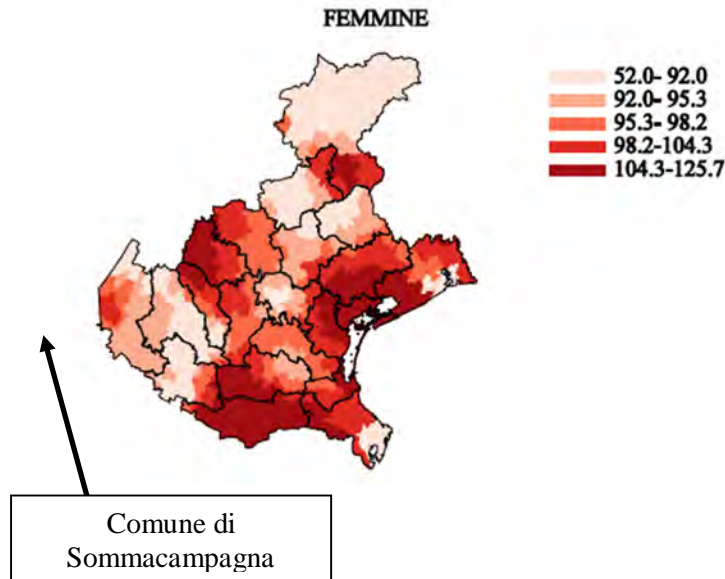 FEMMINE
52.0- 92.0
92.0- 95.3
95.3- 98.2
98.2-104.3
104.3-125.7
Comune di
Sommacampagna